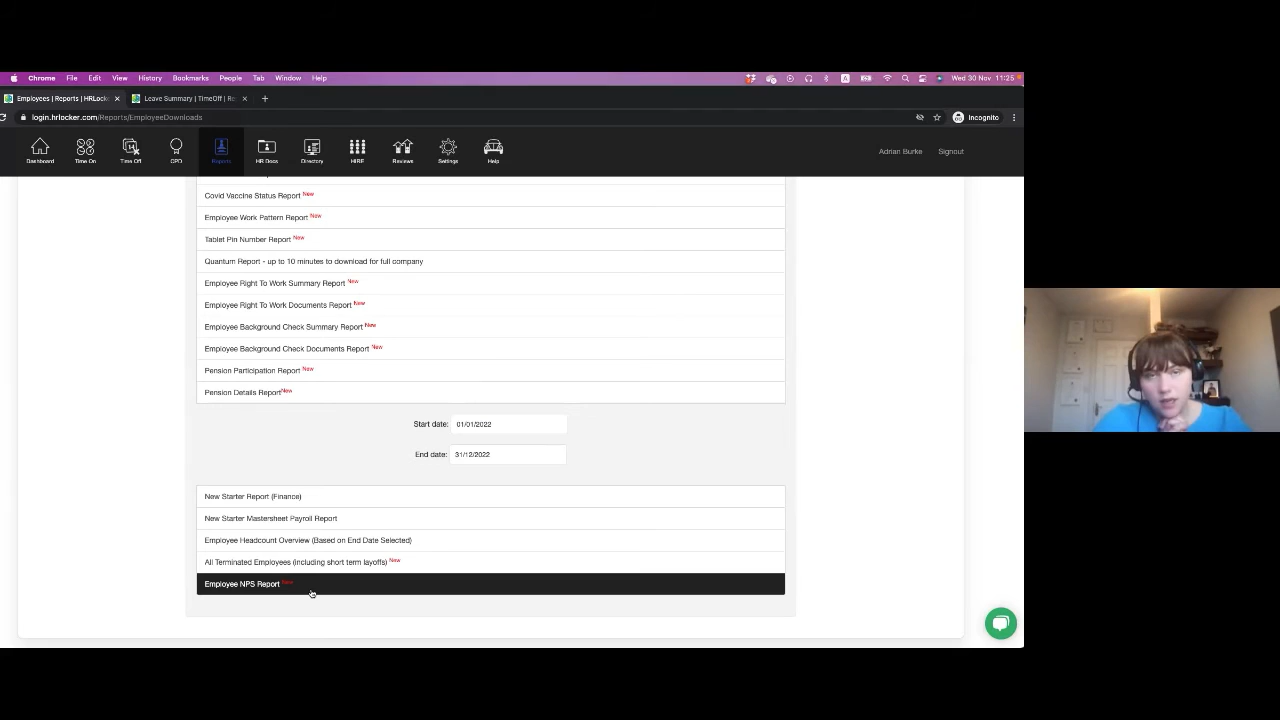 Chrome File Edit View History Bookmarks People Tab Window Help
A
Wed 30 Nov 11:25
Employees | Reports | HRLock
Leave Summary | TimeOff | Re
login.hrlocker.com/Reports/EmployeeDownloads
Incognito
Dashboard
Time On
14
Time Off
CPD
Reports
HR Docs
Directory
HIRE
Reviews
Settings
Help
Adrian Burke
Signout
Covid Vaccine Status Report New
Employee Work Pattern Report New
Tablet Pin Number Report New
Quantum Report - up to 10 minutes to download for full company
Employee Right To Work Summary Report New
Employee Right To Work Documents Report New
Employee Background Check Summary Report New
Employee Background Check Documents Report New
Pension Participation Report New
Pension Details Report New
Start date: 01/01/2022
End date: 31/12/2022
New Starter Report (Finance)
New Starter Mastersheet Payroll Report
Employee Headcount Overview (Based on End Date Selected)
All Terminated Employees (including short term layoffs) New
Employee NPS Report New